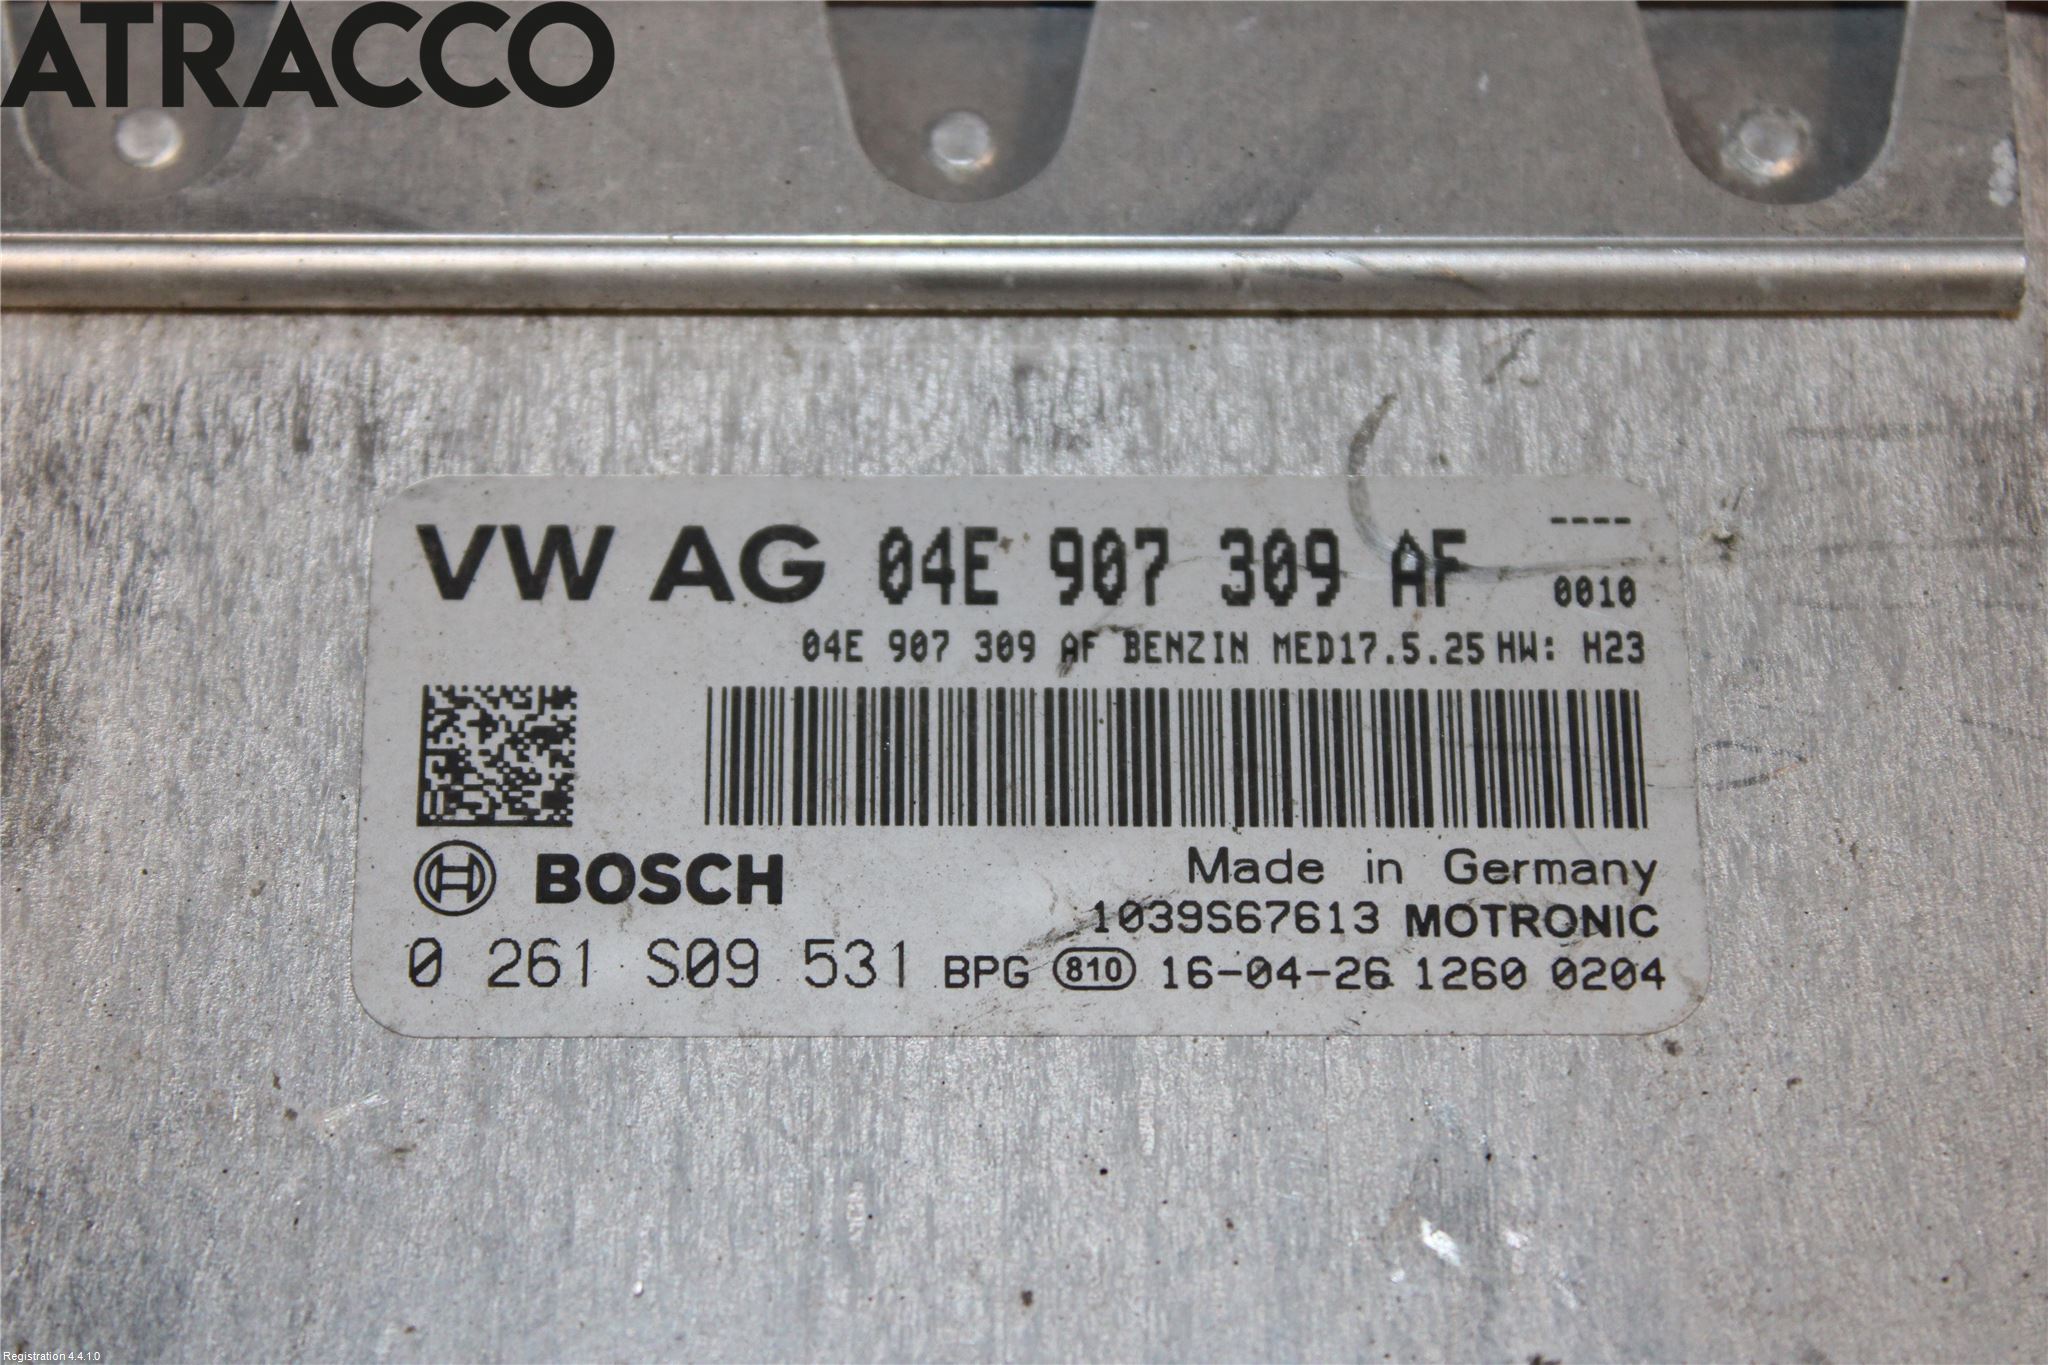 ATRACCO
VW AG 04E 907 309 AF ----
0010
04E 907 309 AF BENZIN MED17.5.25 HW: H23
BOSCH
Made in Germany
1039S67613 MOTRONIC
0 261 S09 531 BPG 810 16-04-26 1260 0204
Registration 4.4.1.0